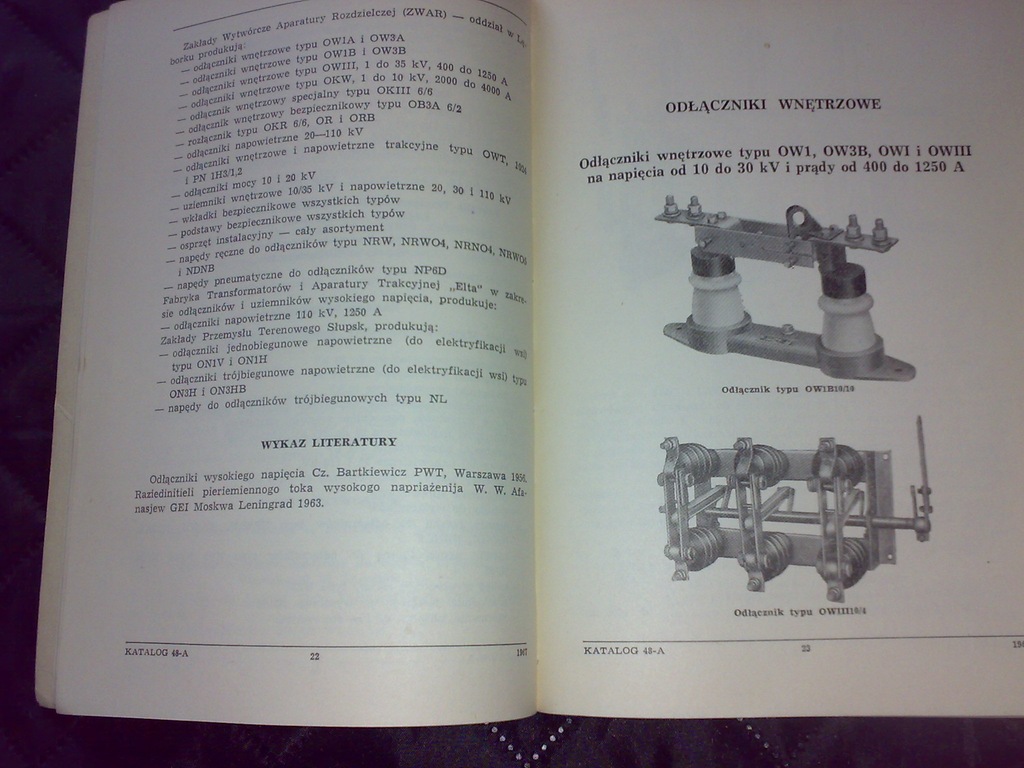 Zakłady Wytwórcze Aparatury Rozdzielczej (ZWAR) — oddział w Lę-
borku produkują:
— odłączniki wnętrzowe typu OW1A i OW3A
— odłączniki wnętrzowe typu OW1B i OW3B
— odłączniki wnętrzowe typu OWIII, 1 do 35 kV, 400 do 1250 A
— odłączniki wnętrzowe typu OKW, 1 do 10 kV, 2000 do 4000 A
— odłącznik wnętrzowy specjalny typu OKIII 6/6
— odłącznik wnętrzowy bezpiecznikowy typu OB3A 6/2
— rozłącznik typu OKR 6/6, OR i ORB
— odłączniki napowietrzne 20—110 kV
— odłączniki wnętrzowe i napowietrzne trakcyjne typu OWT,
i PN 1H3/1,2
— odłączniki mocy 10 i 20 kV
— uziemniki wnętrzowe 10/35 kV i napowietrzne 20, 30 i 110 kV
— wkładki bezpiecznikowe wszystkich typów
— podstawy bezpiecznikowe wszystkich typów
— osprzęt instalacyjny — cały asortyment
— napędy ręczne do odłączników typu NRW, NRWO4, NRNO4, NRWO6
i NDNB
— napędy pneumatyczne do odłączników typu NP6D
Fabryka Transformatorów i Aparatury Trakcyjnej „Elta" w zakre-
sie odłączników i uziemników wysokiego napięcia, produkuje:
— odłączniki napowietrzne 110 kV, 1250 A
Zakłady Przemysłu Terenowego Słupsk, produkują:
— odłączniki jednobiegunowe napowietrzne (do elektryfikacji wsi)
typu ON1V i ON1H
— odłączniki trójbiegunowe napowietrzne (do elektryfikacji wsi) typu
ON3H i ON3HB
— napędy do odłączników trójbiegunowych typu NL
WYKAZ LITERATURY
Odłączniki wysokiego napięcia Cz. Bartkiewicz PWT, Warszawa 1956.
Raziedinitieli pieriemiennego toka wysokogo napriażenija W. W. Afa-
nasjew GEI Moskwa Leningrad 1963.
KATALOG 48-A
22
1967
ODŁĄCZNIKI WNĘTRZOWE
Odłączniki wnętrzowe typu OW1, OW3B, OWI i OWIII
na napięcia od 10 do 30 kV i prądy od 400 do 1250 A
Odłącznik typu OW1B10/10
Odłącznik typu OWIII10/4
KATALOG 48-A
23